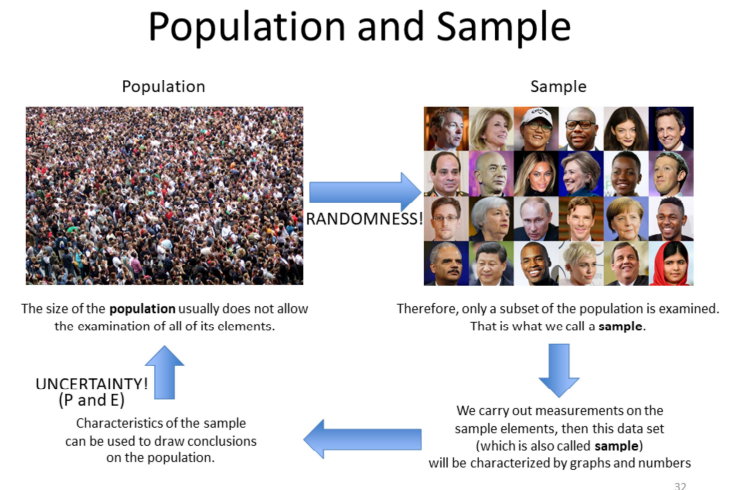 Population and Sample
Population
Sample
RANDOMNESS!
The size of the population usually does not allow
the examination of all of its elements.
Therefore, only a subset of the population is examined.
That is what we call a sample.
UNCERTAINTY!
(P and E)
Characteristics of the sample
can be used to draw conclusions
on the population.
We carry out measurements on the
sample elements, then this data set
(which is also called sample)
will be characterized by graphs and numbers
32